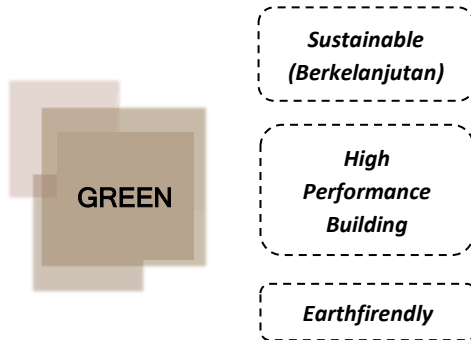 Sustainable
(Berkelanjutan)
High
Performance
Building
GREEN
Earthfirendly